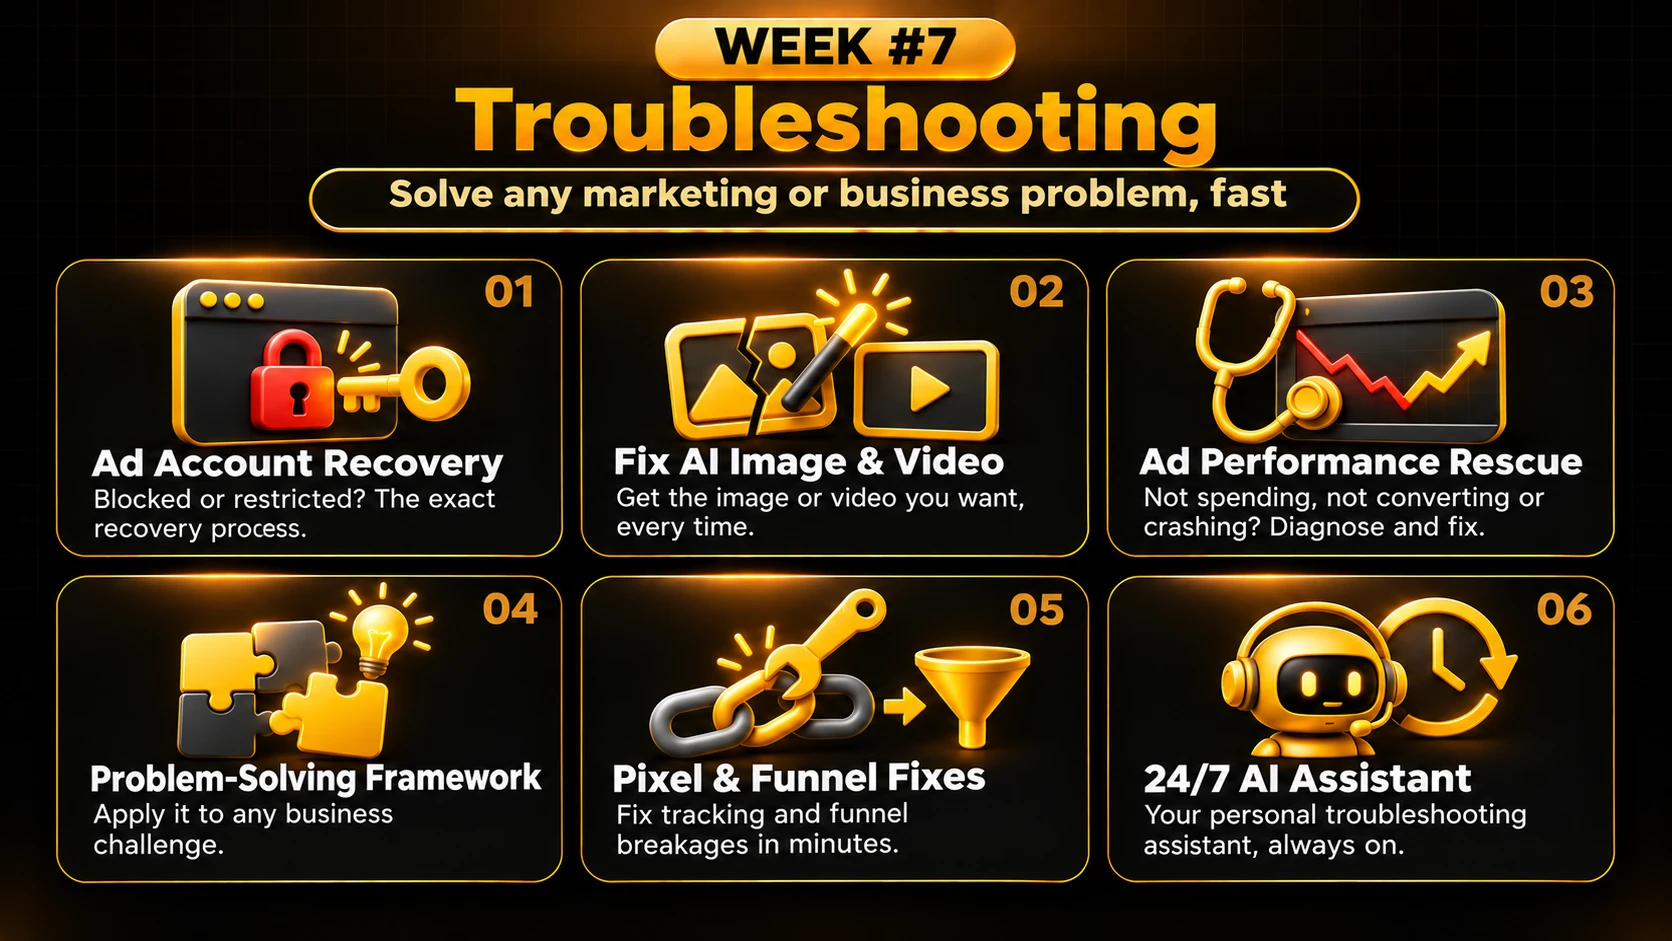 WEEK #7
Troubleshooting
Solve any marketing or business problem, fast
01
Ad Account Recovery
Blocked or restricted? The exact
recovery process.
02
Fix AI Image & Video
Get the image or video you want,
every time.
03
Ad Performance Rescue
Not spending, not converting or
crashing? Diagnose and fix.
04
Problem-Solving Framework
Apply it to any business
challenge.
05
Pixel & Funnel Fixes
Fix tracking and funnel
breakages in minutes.
06
24/7 AI Assistant
Your personal troubleshooting
assistant, always on.